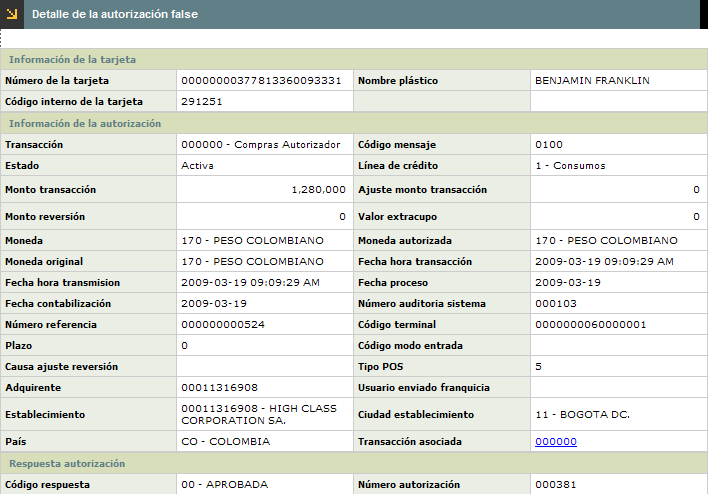 Detalle de la autorización false
Información de la tarjeta
Número de la tarjeta 00000000377813360093331 Nombre plástico BENJAMIN FRANKLIN
Código interno de la tarjeta 291251
Información de la autorización
Transacción 000000 - Compras Autorizador Código mensaje 0100
Estado Activa Línea de crédito 1 - Consumos
Monto transacción 1,280,000 Ajuste monto transacción 0
Monto reversión 0 Valor extracupo 0
Moneda 170 - PESO COLOMBIANO Moneda autorizada 170 - PESO COLOMBIANO
Moneda original 170 - PESO COLOMBIANO Fecha hora transacción 2009-03-19 09:09:29 AM
Fecha hora transmision 2009-03-19 09:09:29 AM Fecha proceso 2009-03-19
Fecha contabilización 2009-03-19 Número auditoria sistema 000103
Número referencia 000000000524 Código terminal 0000000060000001
Plazo 0 Código modo entrada
Causa ajuste reversión Tipo POS 5
Adquirente 00011316908 Usuario enviado franquicia
Establecimiento 00011316908 - HIGH CLASS
CORPORATION SA. Ciudad establecimiento 11 - BOGOTA DC.
País CO - COLOMBIA Transacción asociada 000000
Respuesta autorización
Código respuesta 00 - APROBADA Número autorización 000381